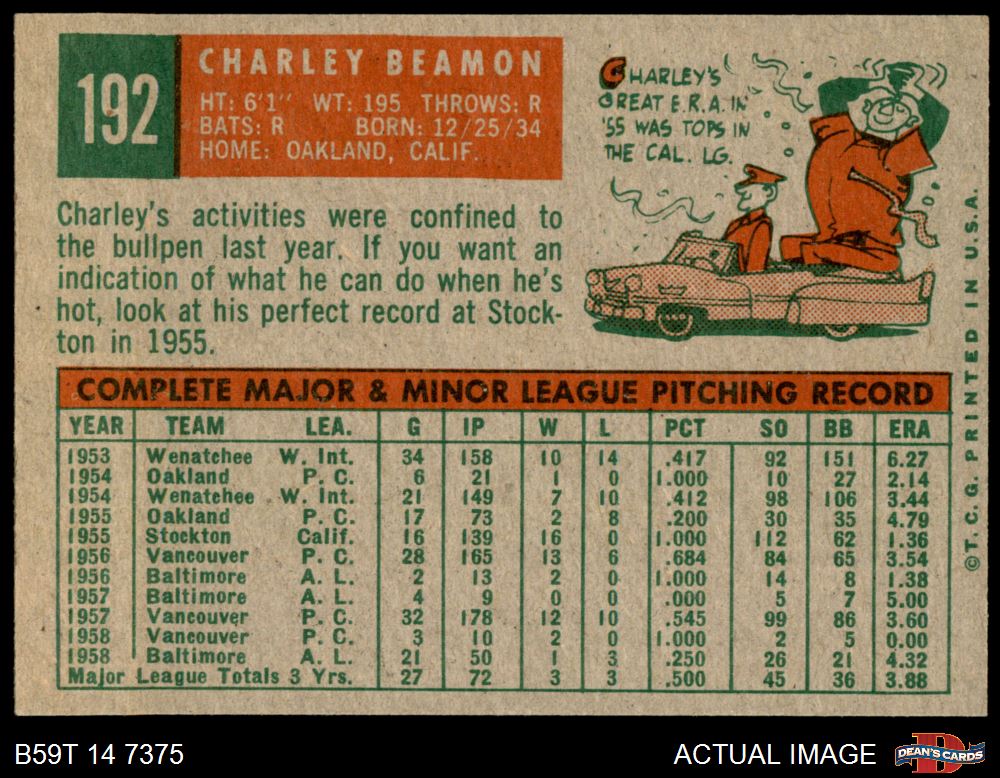 192
CHARLEY BEAMON
HT: 6'1" WT: 195 THROWS: R
BATS: R BORN: 12/25/34
HOME: OAKLAND, CALIF.
CHARLEY'S
GREAT E.R.A. IN
'55 WAS TOPS IN
THE CAL. LG.
Charley's activities were confined to
the bullpen last year. If you want an
indication of what he can do when he's
hot, look at his perfect record at Stock-
ton in 1955.
COMPLETE MAJOR & MINOR LEAGUE PITCHING RECORD
YEAR TEAM LEA. G IP W L PCT SO BB ERA
1953 Wenatchee W. Int. 34 158 10 14 .417 92 151 6.27
1954 Oakland P. C. 6 21 1 0 1.000 10 27 2.14
1954 Wenatchee W. Int. 21 149 7 10 .412 98 106 3.44
1955 Oakland P. C. 17 73 2 8 .200 30 35 4.79
1955 Stockton Calif. 16 139 16 0 1.000 112 62 1.36
1956 Vancouver P. C. 28 165 13 6 .684 84 65 3.54
1956 Baltimore A. L. 2 13 2 0 1.000 14 8 1.38
1957 Baltimore A. L. 4 9 0 0 .000 5 7 5.00
1957 Vancouver P. C. 32 178 12 10 .545 99 86 3.60
1958 Vancouver P. C. 3 10 2 0 1.000 2 5 0.00
1958 Baltimore A. L. 21 50 1 3 .250 26 21 4.32
Major League Totals 3 Yrs. 27 72 3 3 .500 45 36 3.88
©T. C. G. PRINTED IN U.S.A.
B59T 14 7375
ACTUAL IMAGE
DEAN'S CARDS